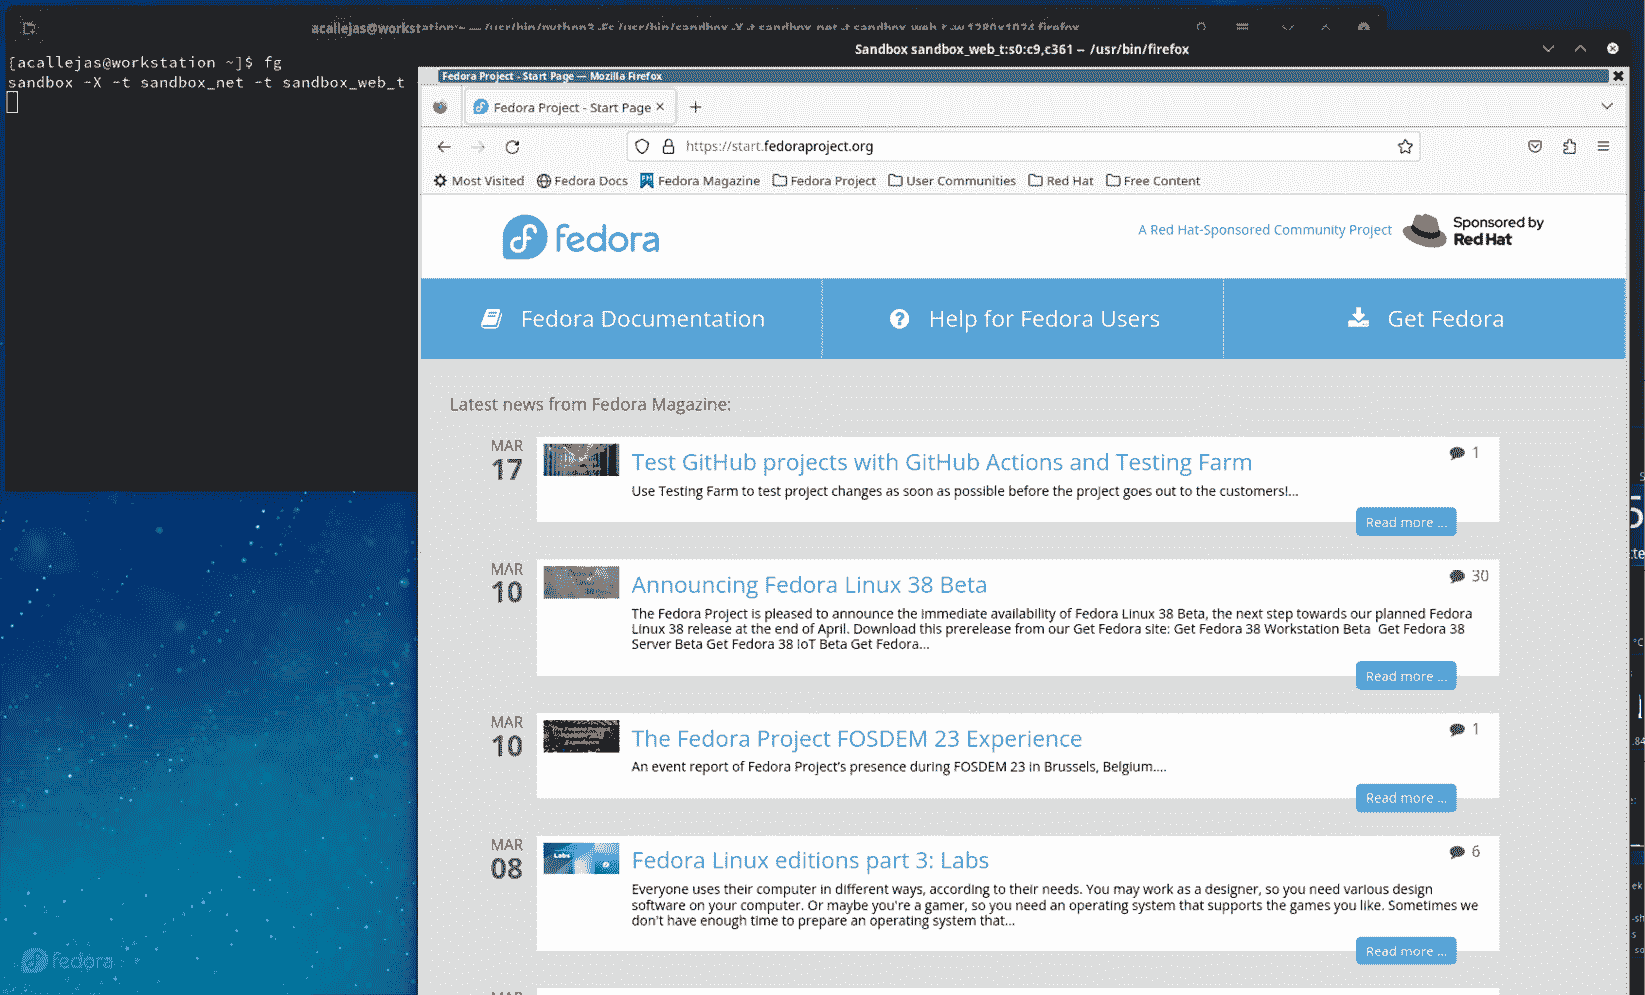 acallejas@workstation:~ — /usr/bin/python3 -Es /usr/bin/sandbox -X -t sandbox_net -t sandbox_web_t -w 1280x1024 firefox
[acallejas@workstation ~]$ fg
sandbox -X -t sandbox_net -t sandbox_web_t
Sandbox sandbox_web_t:s0:c9,c361 – /usr/bin/firefox
Fedora Project - Start Page — Mozilla Firefox
Fedora Project - Start Page
https://start.fedoraproject.org
Most Visited Fedora Docs Fedora Magazine Fedora Project User Communities Red Hat Free Content
fedora
A Red Hat-Sponsored Community Project
Sponsored by
Red Hat
Fedora Documentation Help for Fedora Users Get Fedora
Latest news from Fedora Magazine:
MAR
17
Test GitHub projects with GitHub Actions and Testing Farm
1
Use Testing Farm to test project changes as soon as possible before the project goes out to the customers!...
Read more ...
MAR
10
Announcing Fedora Linux 38 Beta
30
The Fedora Project is pleased to announce the immediate availability of Fedora Linux 38 Beta, the next step towards our planned Fedora
Linux 38 release at the end of April. Download this prerelease from our Get Fedora site: Get Fedora 38 Workstation Beta Get Fedora 38
Server Beta Get Fedora 38 IoT Beta Get Fedora...
Read more ...
MAR
10
The Fedora Project FOSDEM 23 Experience
1
An event report of Fedora Project's presence during FOSDEM 23 in Brussels, Belgium....
Read more ...
MAR
08
Labs
Fedora Linux editions part 3: Labs
6
Everyone uses their computer in different ways, according to their needs. You may work as a designer, so you need various design
software on your computer. Or maybe you're a gamer, so you need an operating system that supports the games you like. Sometimes we
don't have enough time to prepare an operating system that...
Read more ...
fedora